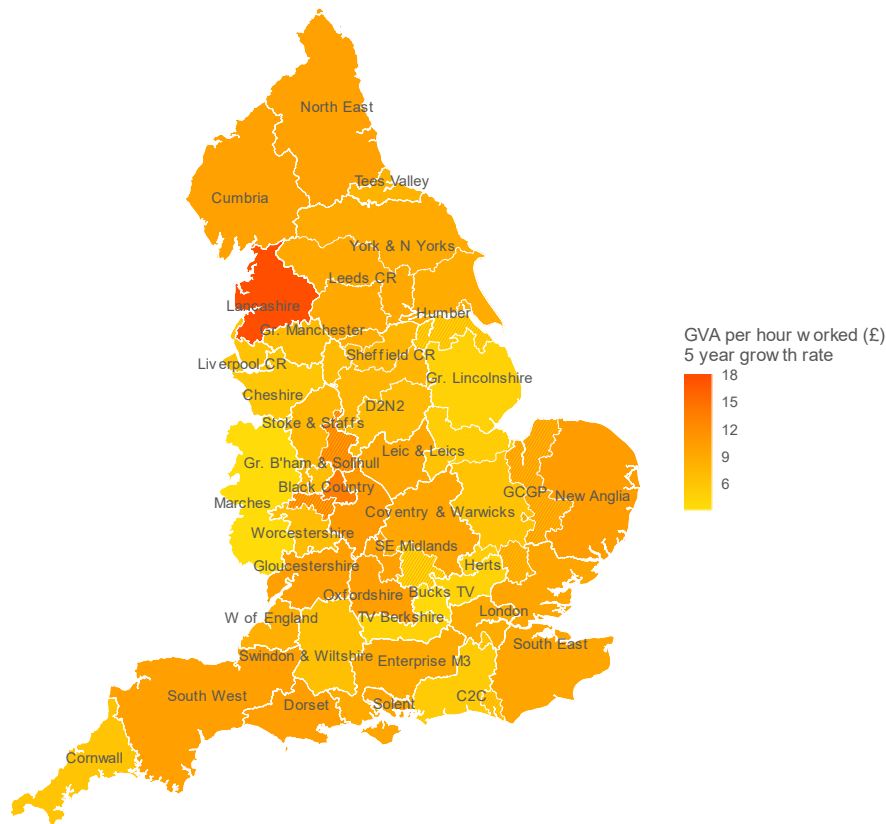 North East
Tees Valley
Cumbria
York & N Yorks
Leeds CR
Lancashire
Humber
Gr. Manchester
Sheffield CR
Liverpool CR
Gr. Lincolnshire
Cheshire
D2N2
Stoke & Staffs
Leic & Leics
Gr. B'ham & Solihull
Black Country
GCGP
New Anglia
Marches
Coventry & Warwicks
Worcestershire
SE Midlands
Gloucestershire
Herts
Oxfordshire
Bucks TV
London
W of England
TV Berkshire
South East
Swindon & Wiltshire
Enterprise M3
South West
Dorset
Solent
C2C
Cornwall
GVA per hour worked (£)
5 year growth rate
18
15
12
9
6